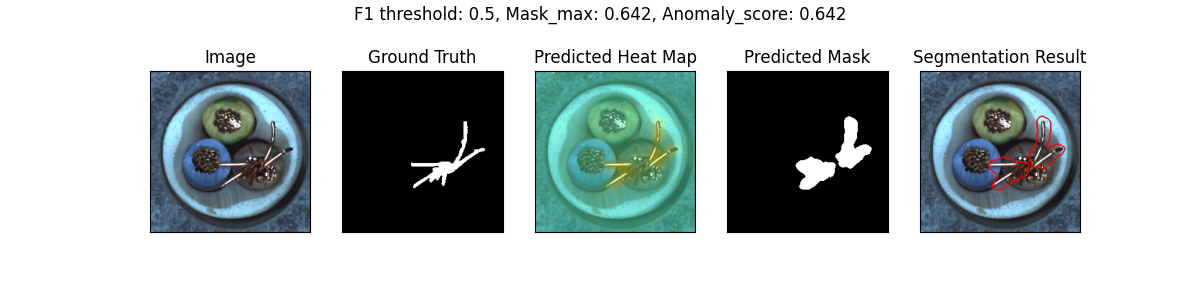 F1 threshold: 0.5, Mask_max: 0.642, Anomaly_score: 0.642
Image
Ground Truth
Predicted Heat Map
Predicted Mask
Segmentation Result